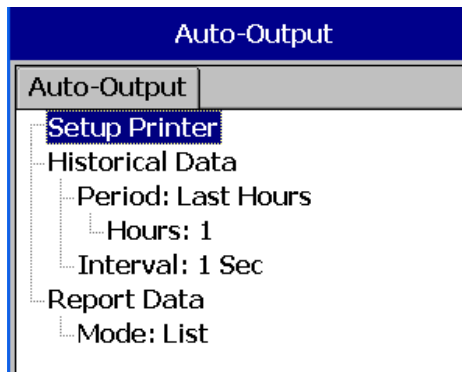 Auto-Output
Auto-Output
Setup Printer
Historical Data
Period: Last Hours
Hours: 1
Interval: 1 Sec
Report Data
Mode: List